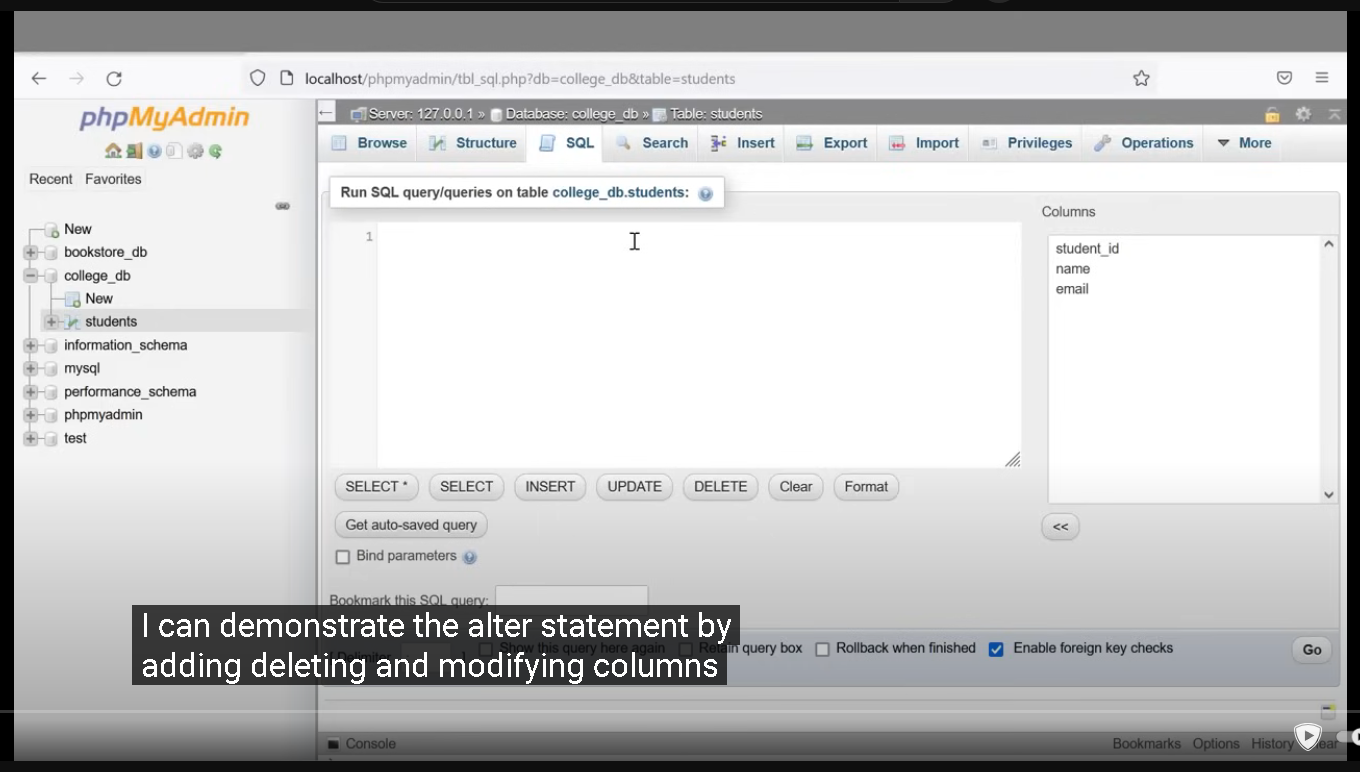 localhost/phpmyadmin/tbl_sql.php?db=college_db&table=students
phpMyAdmin
Server: 127.0.0.1 » Database: college_db » Table: students
Browse Structure SQL Search Insert Export Import Privileges Operations More
Recent Favorites
Run SQL query/queries on table college_db.students:
Columns
New
bookstore_db
college_db
New
students
information_schema
mysql
performance_schema
phpmyadmin
test
1
student_id
name
email
SELECT * SELECT INSERT UPDATE DELETE Clear Format
Get auto-saved query
<<
Bind parameters
Bookmark this SQL query:
I can demonstrate the alter statement by
adding deleting and modifying columns
Show this query here again Retain query box Rollback when finished Enable foreign key checks Go
Console Bookmarks Options History